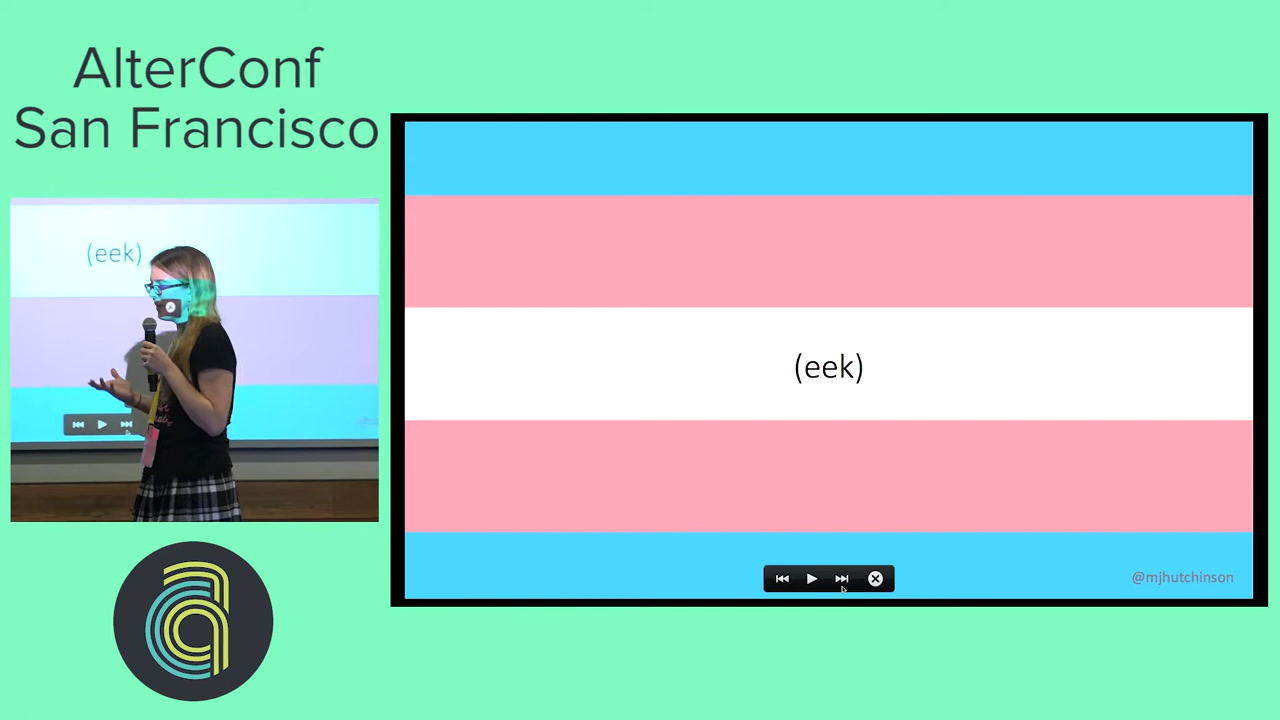 AlterConf
San Francisco
(eek)
(eek)
@mjhutchinson